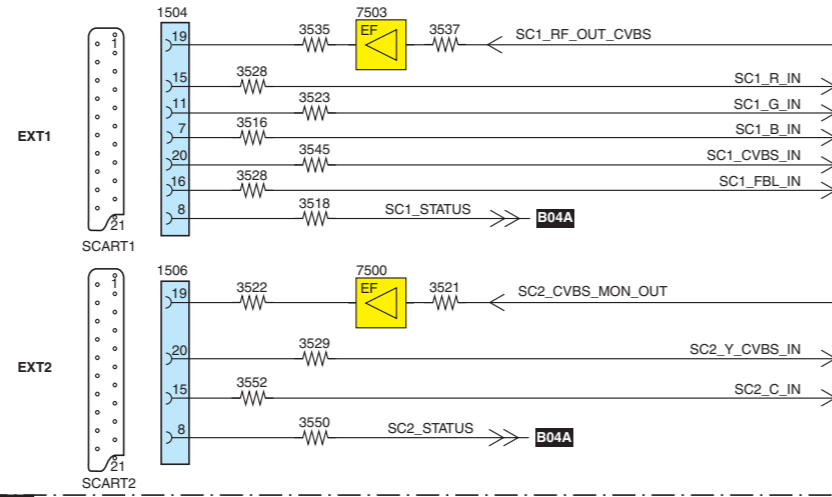 1504
7503
3535
EF
3537
SC1_RF_OUT_CVBS
19
1
3528
15
SC1_R_IN
3523
11
SC1_G_IN
EXT1
3516
7
SC1_B_IN
3545
20
SC1_CVBS_IN
3528
16
SC1_FBL_IN
3518
8
SC1_STATUS
B04A
21
SCART1
1506
7500
3522
EF
3521
SC2_CVBS_MON_OUT
19
1
3529
20
SC2_Y_CVBS_IN
EXT2
3552
15
SC2_C_IN
3550
8
SC2_STATUS
B04A
21
SCART2